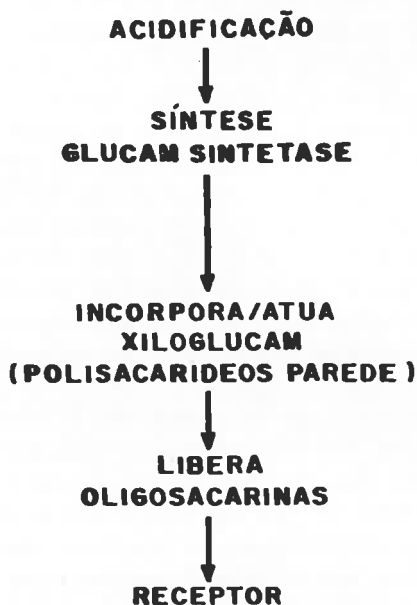 ACIDIFICAÇÃO
SÍNTESE
GLUCAM SINTETASE
INCORPORA/ATUA
XILOGLUCAM
(POLISACARIDEOS PAREDE)
LIBERA
OLIGOSACARINAS
RECEPTOR